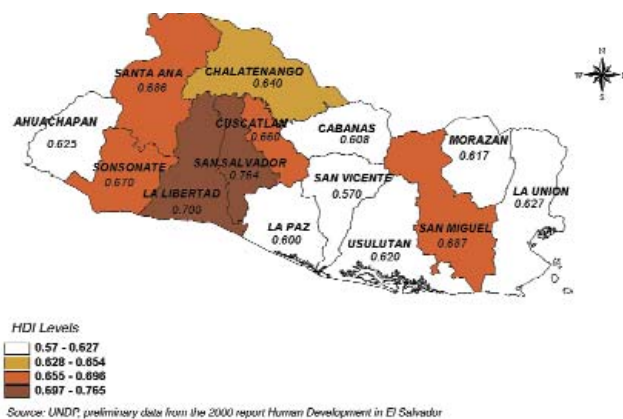 N
W
E
S
SANTA ANA
0.686
CHALATENANGO
0.640
AHUACHAPAN
0.625
CUSCATLAN
0.660
CABANAS
0.608
MORAZAN
0.617
SONSONATE
0.670
SAN SALVADOR
0.764
SAN VICENTE
0.570
LA UNION
0.627
LA LIBERTAD
0.700
LA PAZ
0.600
USULUTAN
0.620
SAN MIGUEL
0.687
HDI Levels
0.57 - 0.627
0.628 - 0.654
0.655 - 0.696
0.697 - 0.765
Source: UNDP, preliminary data from the 2000 report Human Development in El Salvador